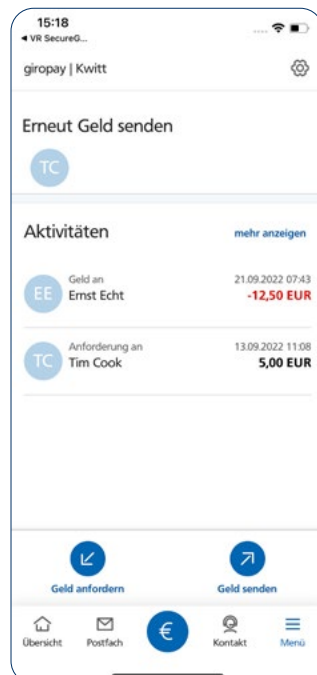 15:18
◀ VR SecureG...
giropay | Kwitt
Erneut Geld senden
TC
Aktivitäten mehr anzeigen
Geld an 21.09.2022 07:43
EE Ernst Echt -12,50 EUR
Anforderung an 13.09.2022 11:08
TC Tim Cook 5,00 EUR
Geld anfordern Geld senden
€
Übersicht Postfach Kontakt Menü